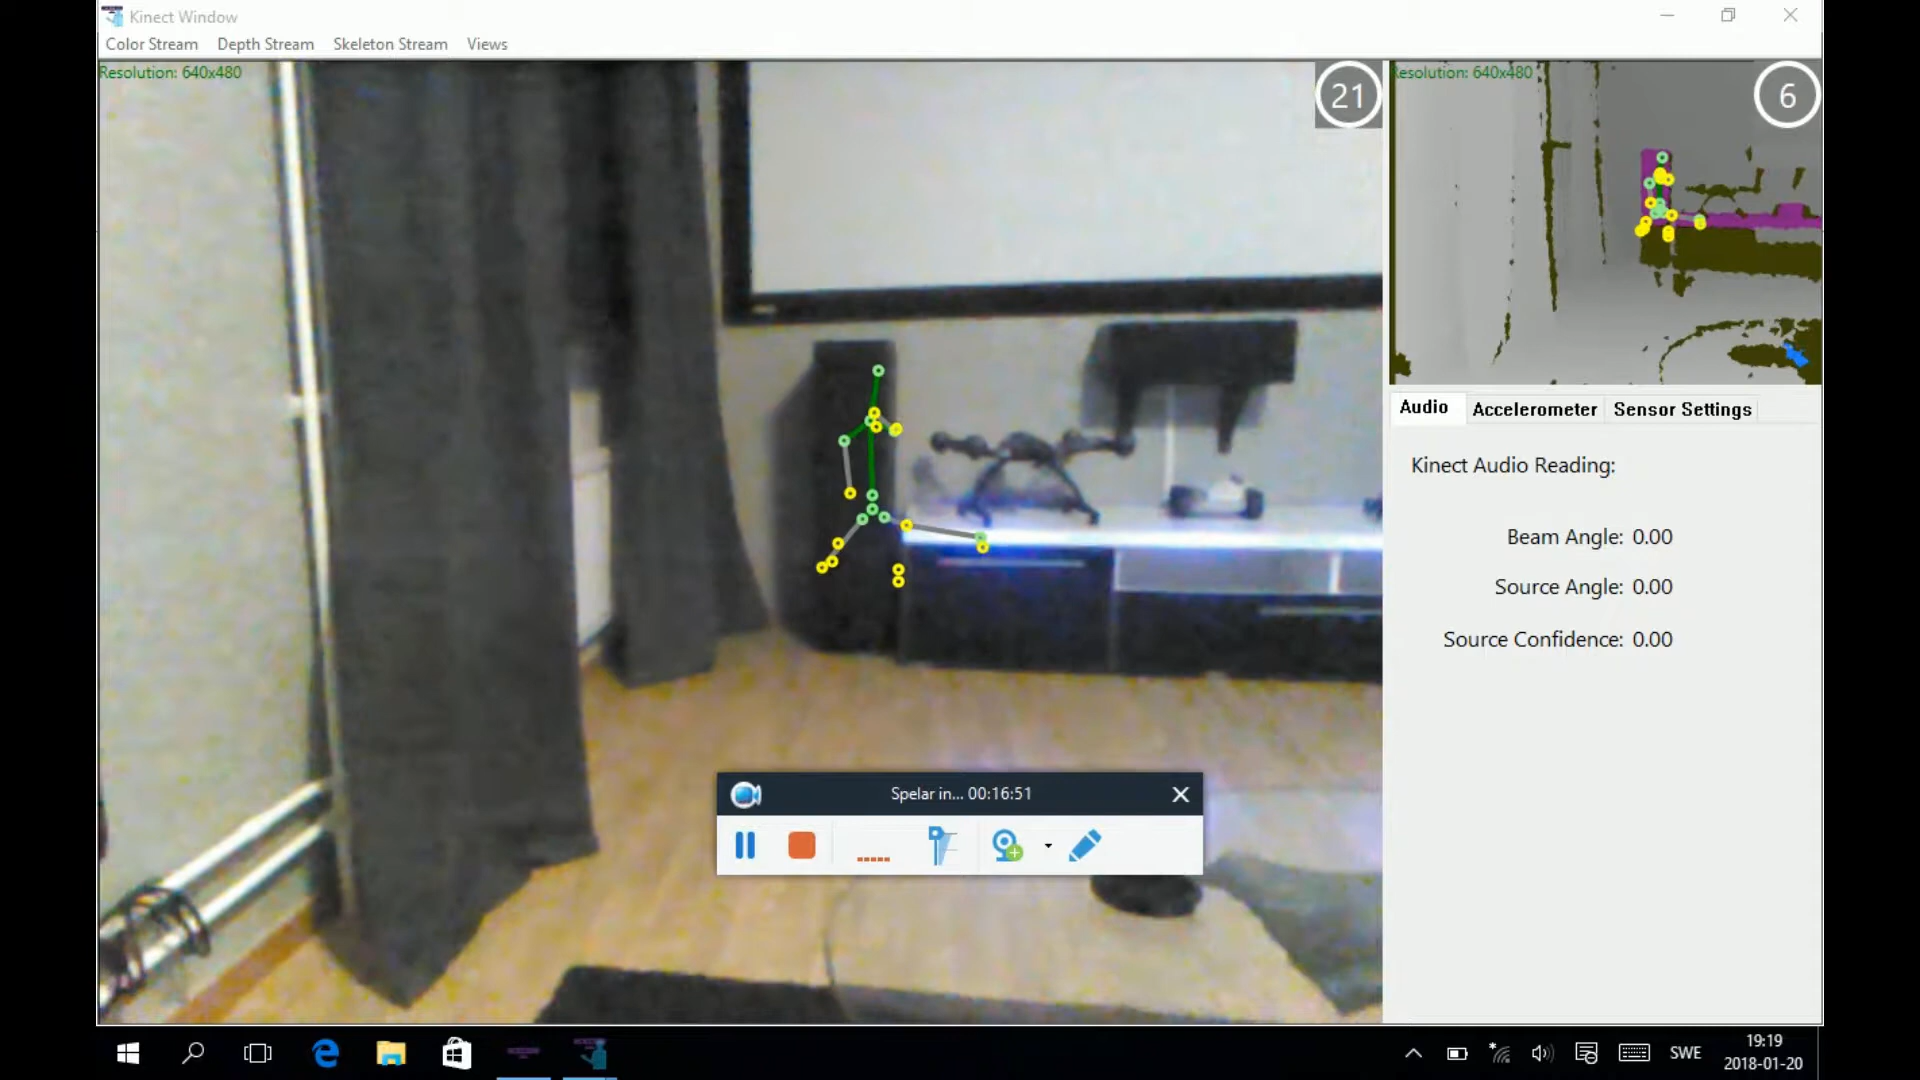 Kinect Window
Color Stream Depth Stream Skeleton Stream Views
Resolution: 640x480
21
Resolution: 640x480
6
Audio Accelerometer Sensor Settings
Kinect Audio Reading:
Beam Angle: 0.00
Source Angle: 0.00
Source Confidence: 0.00
Spelar in... 00:16:51
SWE
19:19
2018-01-20